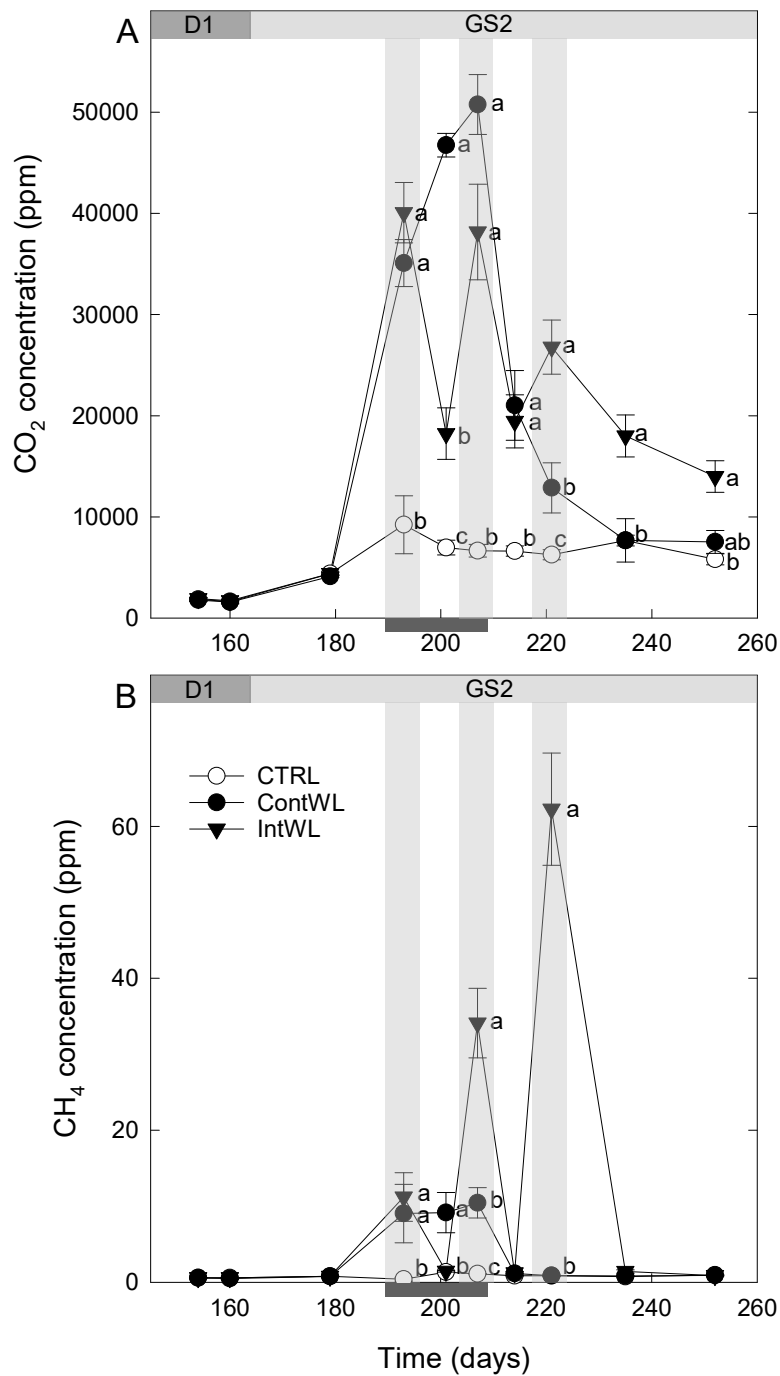 A
D1 GS2
CO2 concentration (ppm)
50000
40000
30000
20000
10000
0
a
a
a
a
a
b
a
a
a
a
b
a
a
b
c
b
b
c
b
ab
b
160 180 200 220 240 260
B
D1 GS2
CTRL
ContWL
IntWL
CH4 concentration (ppm)
60
40
20
0
a
a
a
a
a
b
b
b
c
b
160 180 200 220 240 260
Time (days)